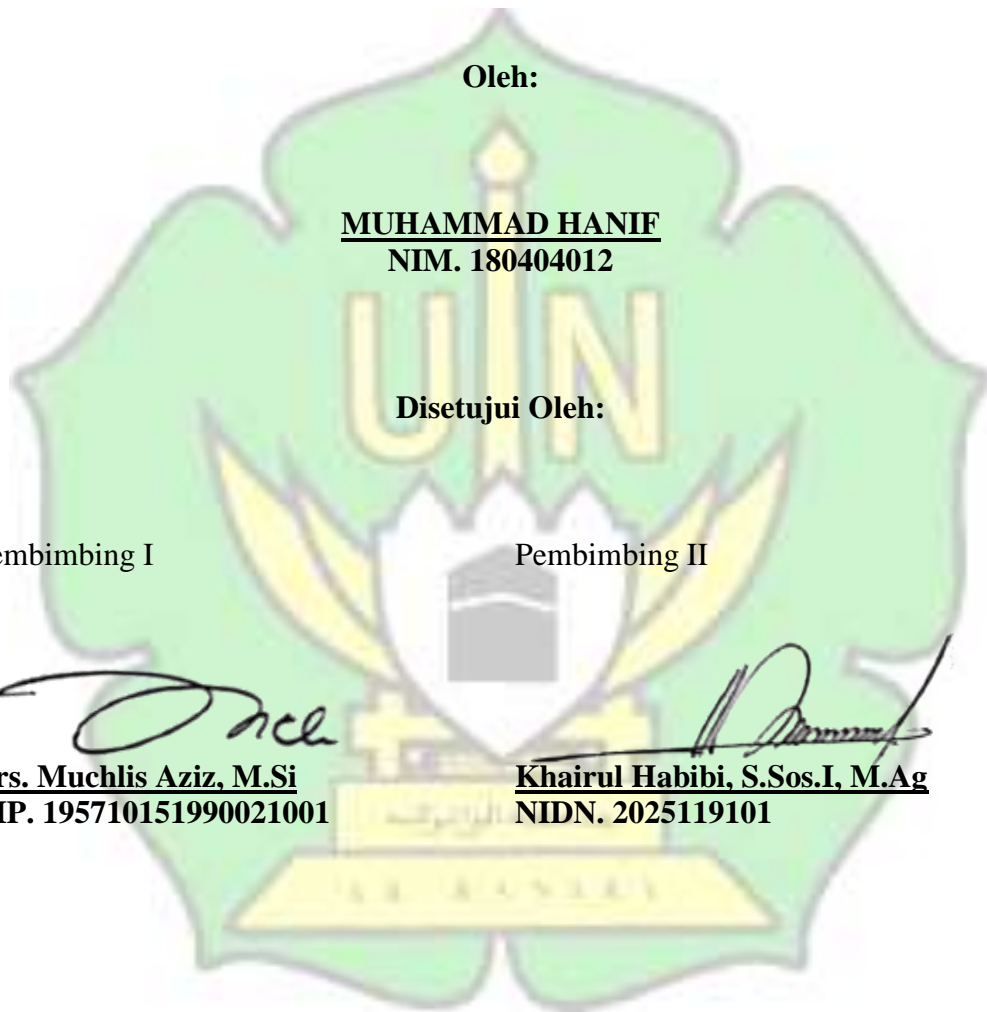 Oleh:
MUHAMMAD HANIF
NIM. 180404012
UIN
Disetujui Oleh:
embimbing I
Pembimbing II
rs. Muchlis Aziz, M.Si
IP. 195710151990021001
Khairul Habibi, S.Sos.I, M.Ag
NIDN. 2025119101